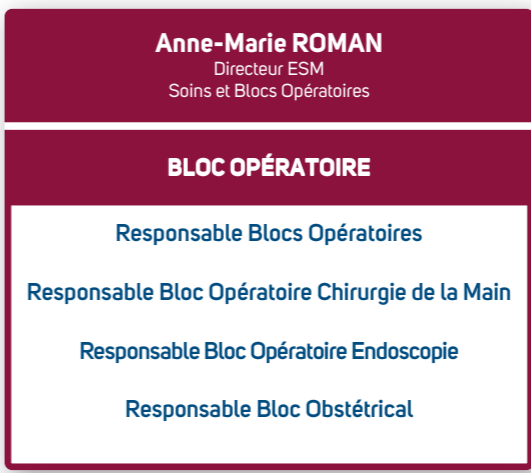 Anne-Marie ROMAN
Directeur ESM
Soins et Blocs Opératoires
BLOC OPÉRATOIRE
Responsable Blocs Opératoires
Responsable Bloc Opératoire Chirurgie de la Main
Responsable Bloc Opératoire Endoscopie
Responsable Bloc Obstétrical